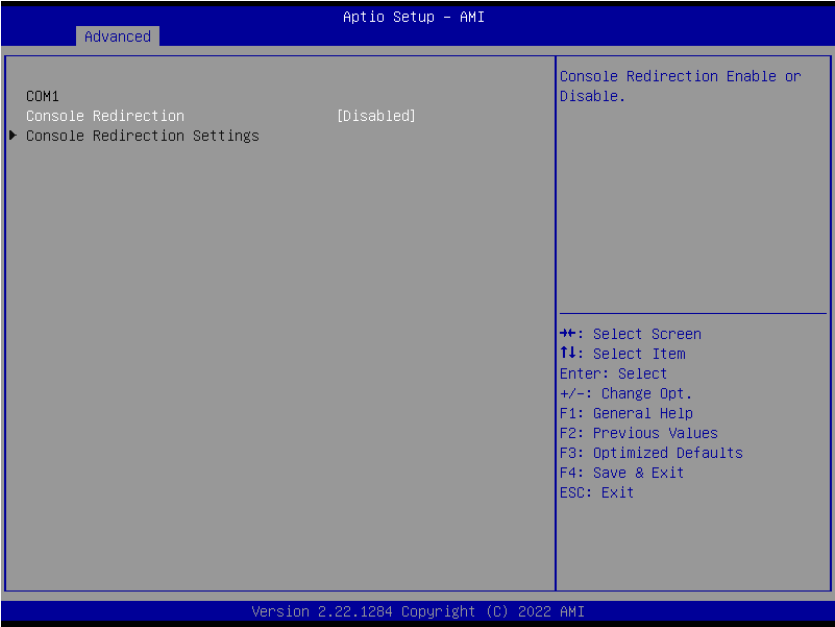 Aptio Setup – AMI
Advanced
COM1
Console Redirection [Disabled]
▶ Console Redirection Settings
Console Redirection Enable or
Disable.
→←: Select Screen
↑↓: Select Item
Enter: Select
+/-: Change Opt.
F1: General Help
F2: Previous Values
F3: Optimized Defaults
F4: Save & Exit
ESC: Exit
Version 2.22.1284 Copyright (C) 2022 AMI